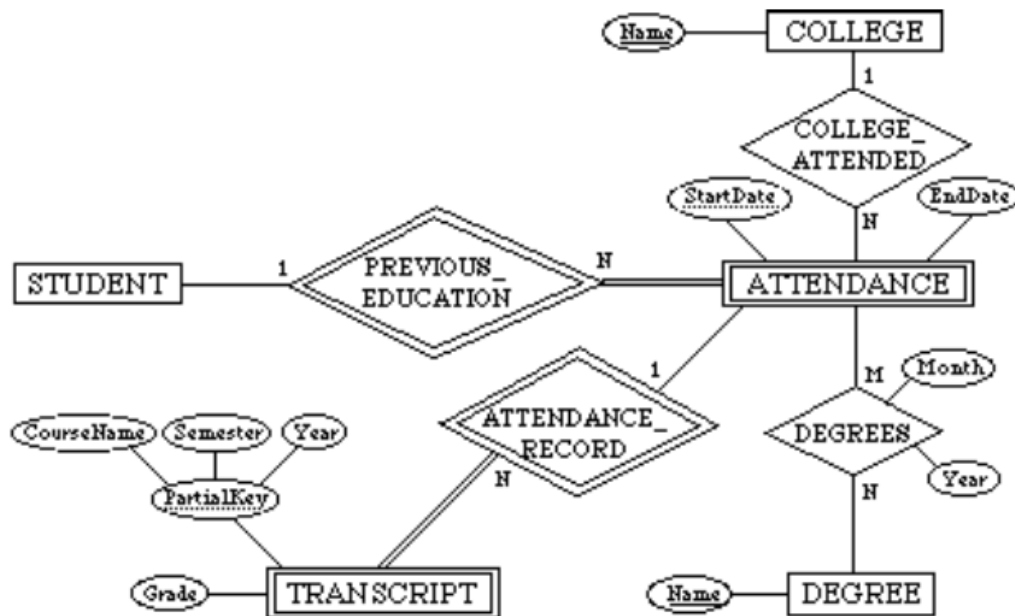 Name
COLLEGE
1
COLLEGE_
ATTENDED
StartDate
N
EndDate
STUDENT
1
PREVIOUS_
EDUCATION
N
ATTENDANCE
1
M
Month
CourseName
Semester
Year
ATTENDANCE_
RECORD
DEGREES
PartialKey
N
N
Year
Grade
TRANSCRIPT
Name
DEGREE